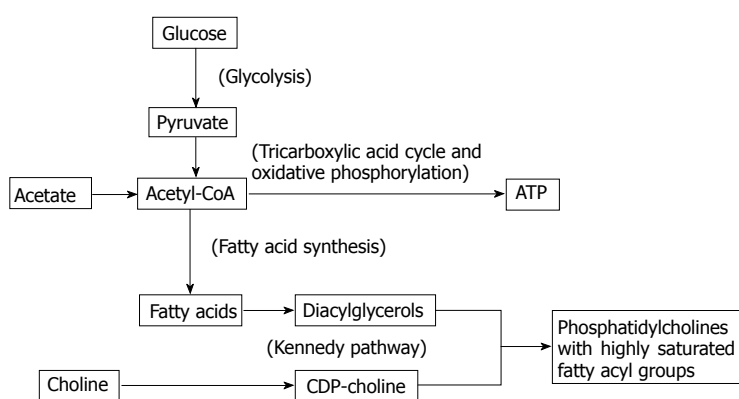 Glucose
(Glycolysis)
Pyruvate
(Tricarboxylic acid cycle and
oxidative phosphorylation)
Acetate
Acetyl-CoA
ATP
(Fatty acid synthesis)
Fatty acids
Diacylglycerols
Phosphatidylcholines
with highly saturated
fatty acyl groups
(Kennedy pathway)
Choline
CDP-choline